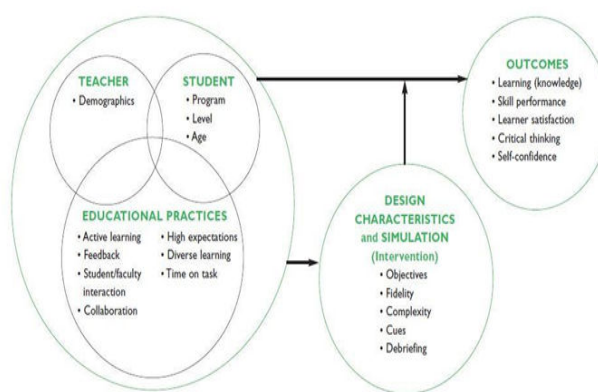 TEACHER
• Demographics
STUDENT
• Program
• Level
• Age
EDUCATIONAL PRACTICES
• Active learning
• Feedback
• Student/faculty
interaction
• Collaboration
• High expectations
• Diverse learning
• Time on task
DESIGN
CHARACTERISTICS
and SIMULATION
(Intervention)
• Objectives
• Fidelity
• Complexity
• Cues
• Debriefing
OUTCOMES
• Learning (knowledge)
• Skill performance
• Learner satisfaction
• Critical thinking
• Self-confidence